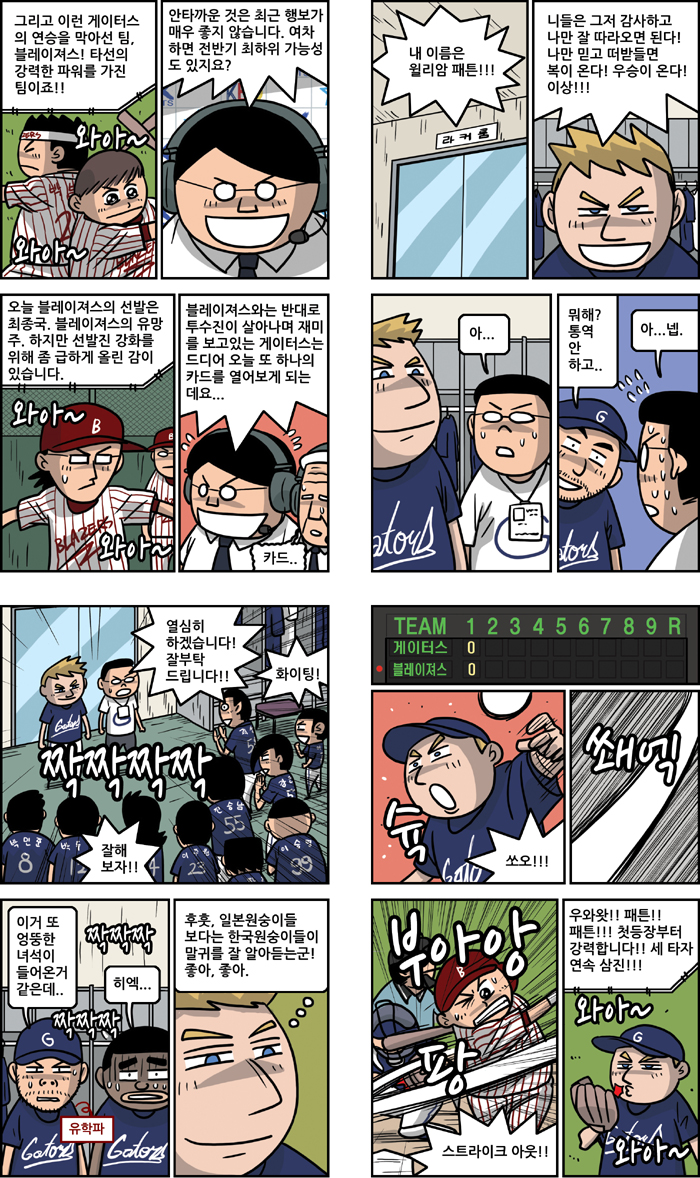 그리고 이런 게이터스
의 연승을 막아선 팀,
블레이져스! 타선의
강력한 파워를 가진
팀이죠!!
와아~
와아~
안타까운 것은 최근 행보가
매우 좋지 않습니다. 여차
하면 전반기 최하위 가능성
도 있지요?
오늘 블레이져스의 선발은
최종국. 블레이져스의 유망
주. 하지만 선발진 강화를
위해 좀 급하게 올린 감이
있습니다.
와아~
B
BLAZERS
와아~
블레이져스와는 반대로
투수진이 살아나며 재미
를 보고있는 게이터스는
드디어 오늘 또 하나의
카드를 열어보게 되는
데요...
카드..
내 이름은
윌리암 패튼!!!
라 커 룸
니들은 그저 감사하고
나만 잘 따라오면 된다!
나만 믿고 떠받들면
복이 온다! 우승이 온다!
이상!!!
아...
Gators
G
뭐해?
통역
안
하고..
아...넵.
G
Gators
열심히
하겠습니다!
잘부탁
드립니다!!
화이팅!
Gators
G
짝짝짝짝
55
8
23
99
잘해
보자!!
이거 또
엉뚱한
녀석이
들어온거
같은데..
짝짝짝
히엑...
짝짝짝
G
유학파
Gators
Gators
후훗, 일본원숭이들
보다는 한국원숭이들이
말귀를 잘 알아듣는군!
좋아, 좋아.
TEAM 1 2 3 4 5 6 7 8 9 R
게이터스 0
블레이져스 0
슉
쏘오!!!
쐐엑
부아앙
B
팡
스트라이크 아웃!!
우와왓!! 패튼!!
패튼!!! 첫등장부터
강력합니다!! 세 타자
연속 삼진!!!
와아~
G
Gators
와아~